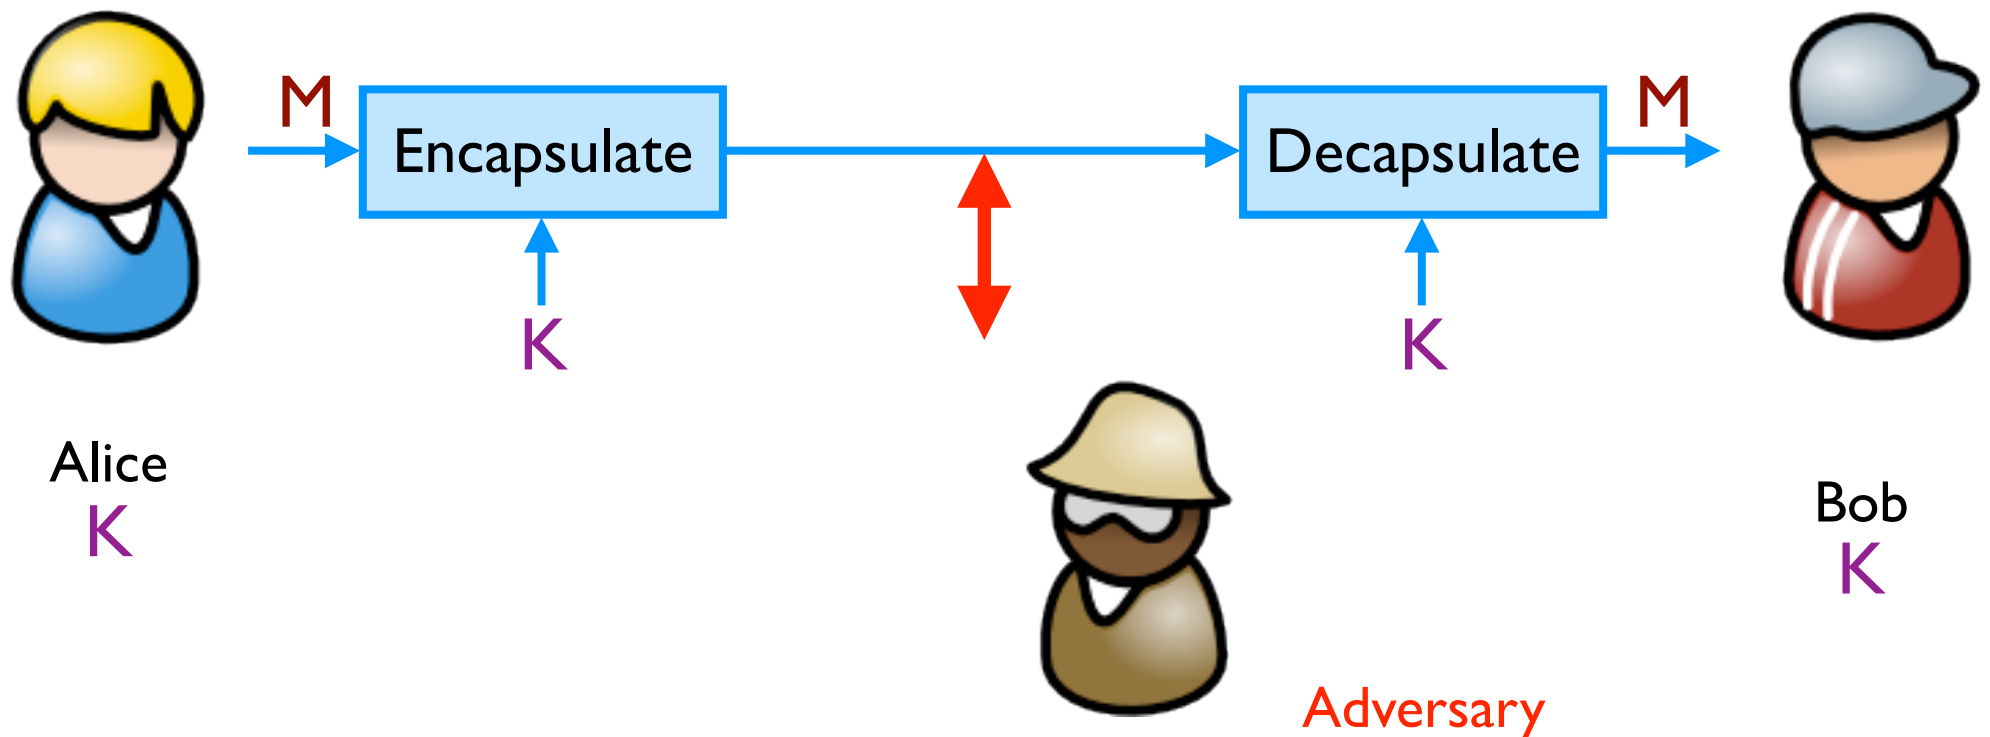 M
Encapsulate
Decapsulate
M
K
K
Alice
K
Bob
K
Adversary